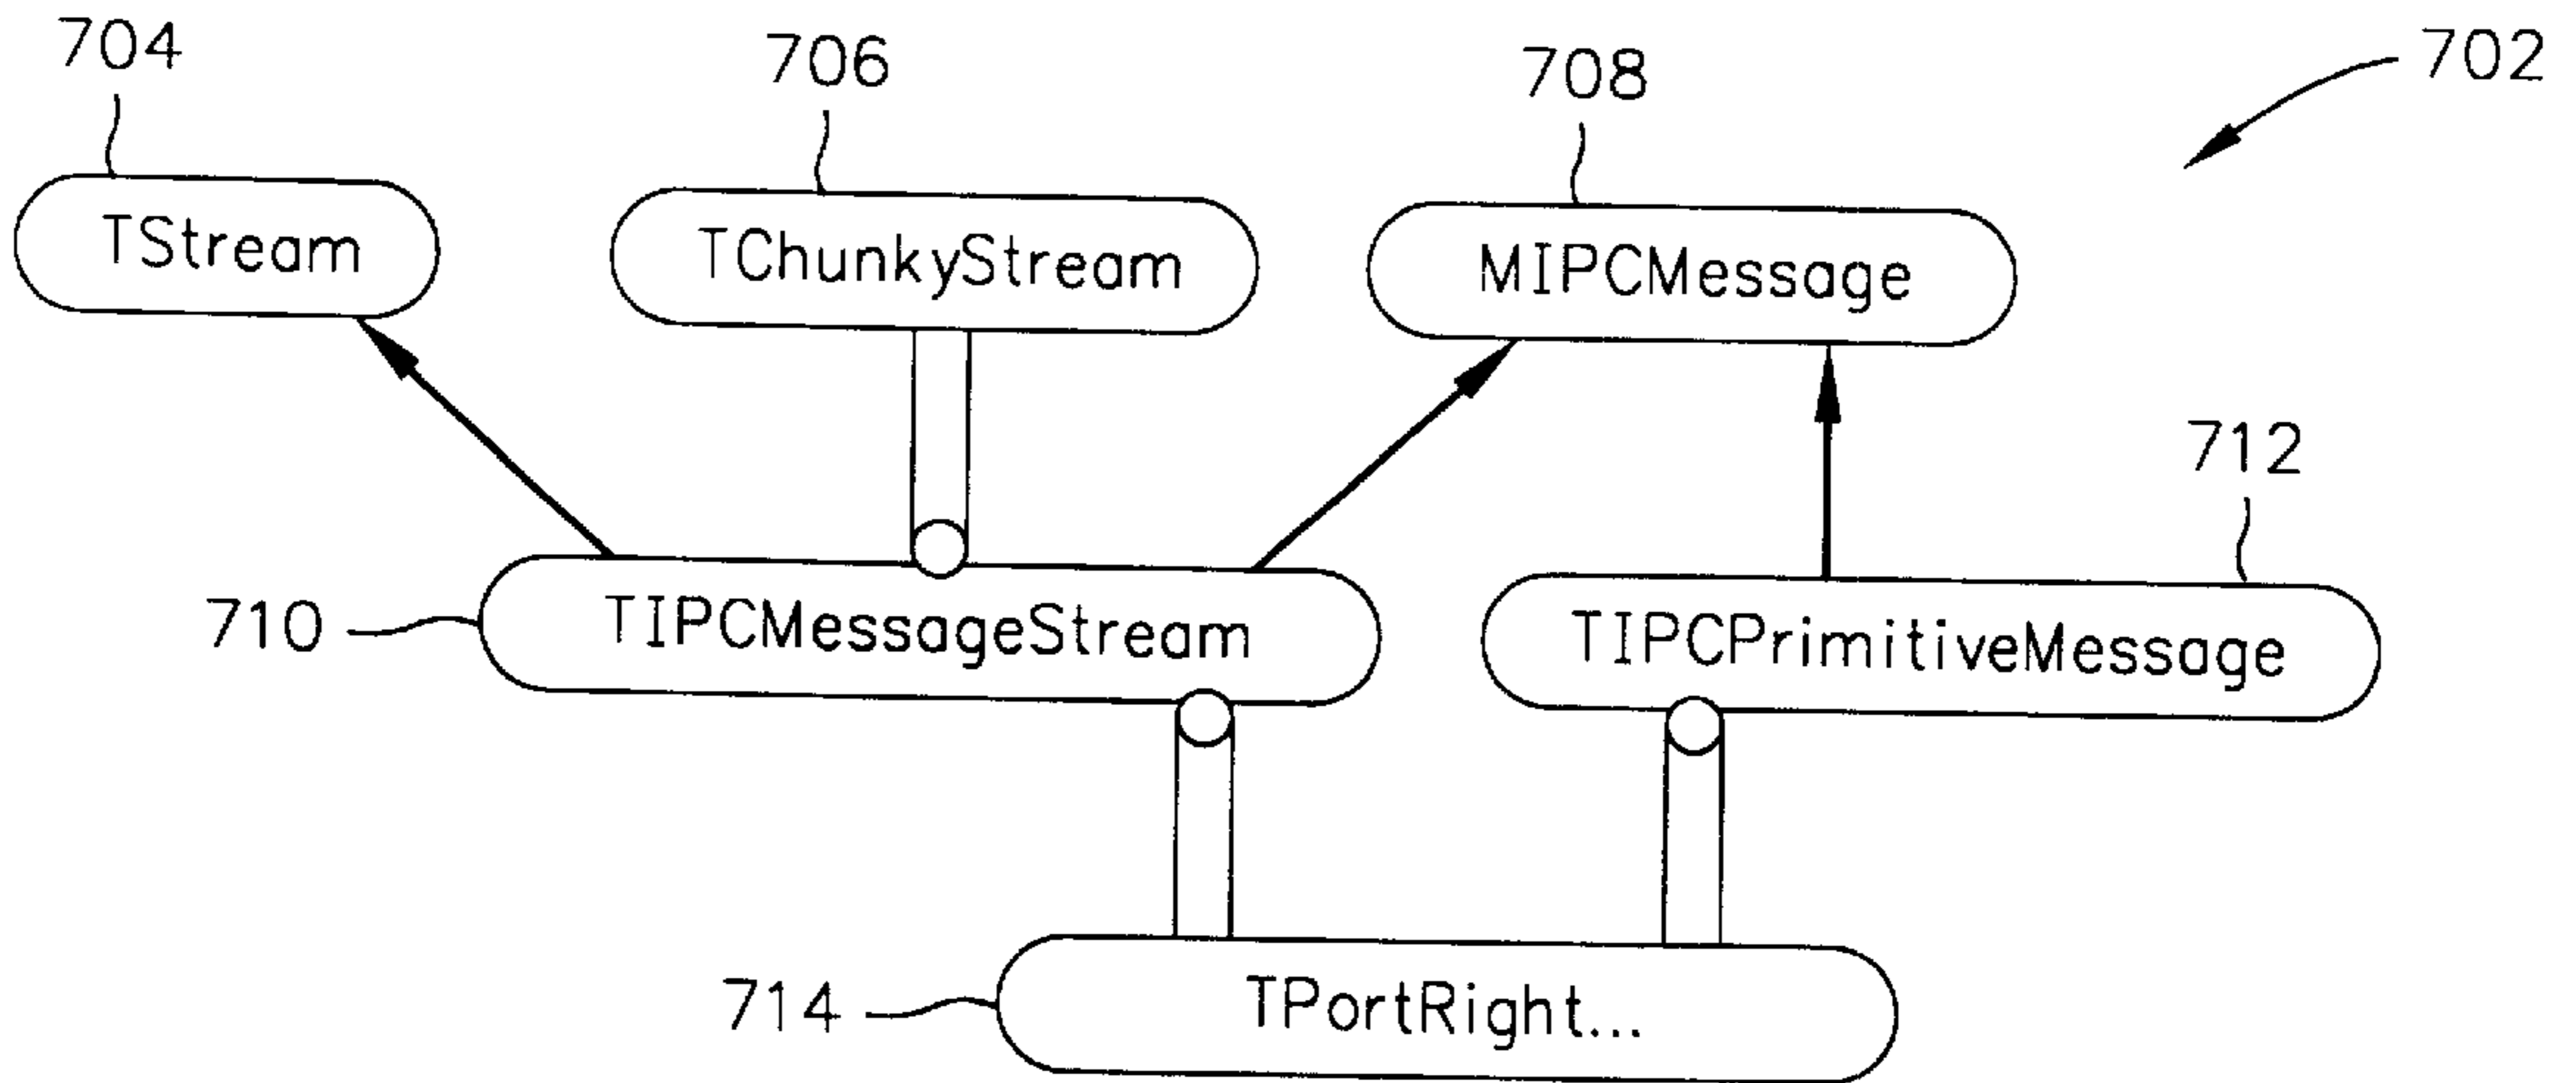 704
706
708
702
TStream
TChunkyStream
MIPCMessage
712
710
TIPCMessageStream
TIPCPrimitiveMessage
714
TPortRight...